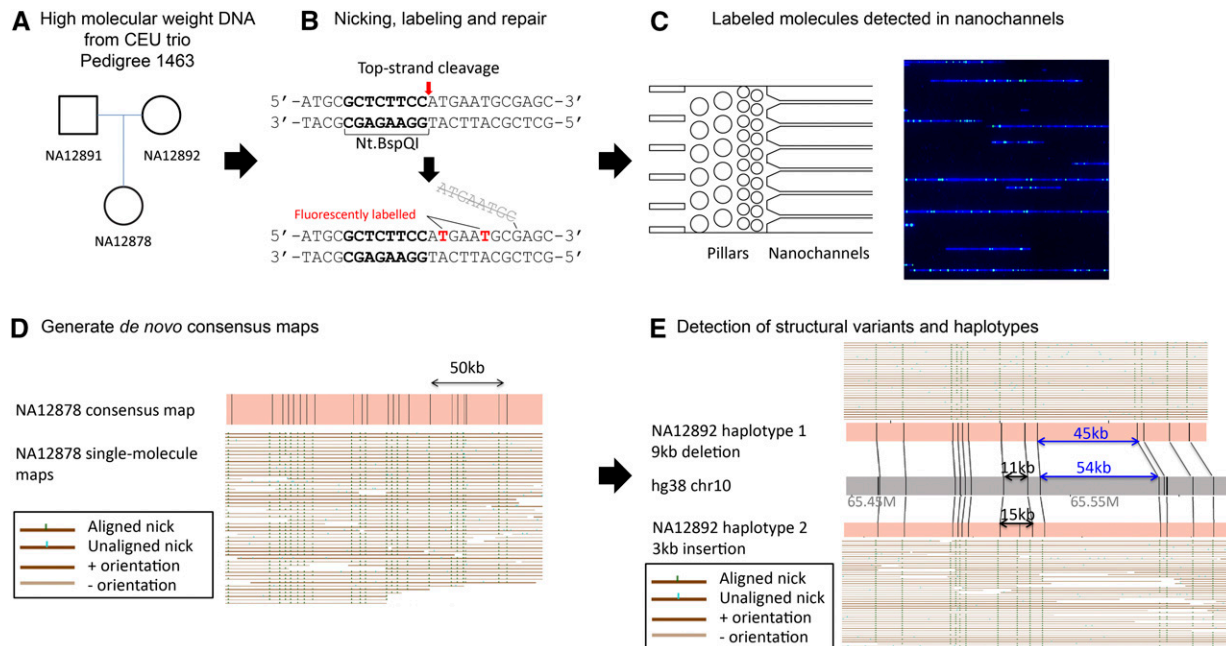 A High molecular weight DNA
from CEU trio
Pedigree 1463
NA12891
NA12892
NA12878
B Nicking, labeling and repair
Top-strand cleavage
5′-ATGCGCTCTTCCATGAATGCGAGC-3′
3′-TACGCGAGAAGGTACTTACGCTCG-5′
Nt.BspQI
ATGAATGC
Fluorescently labelled
5′-ATGCGCTCTTCCATGAATGCGAGC-3′
3′-TACGCGAGAAGGTACTTACGCTCG-5′
C Labeled molecules detected in nanochannels
Pillars
Nanochannels
D Generate de novo consensus maps
50kb
NA12878 consensus map
NA12878 single-molecule
maps
Aligned nick
Unaligned nick
+ orientation
- orientation
E Detection of structural variants and haplotypes
NA12892 haplotype 1
9kb deletion
45kb
11kb
54kb
hg38 chr10
65.45M
65.55M
15kb
NA12892 haplotype 2
3kb insertion
Aligned nick
Unaligned nick
+ orientation
- orientation